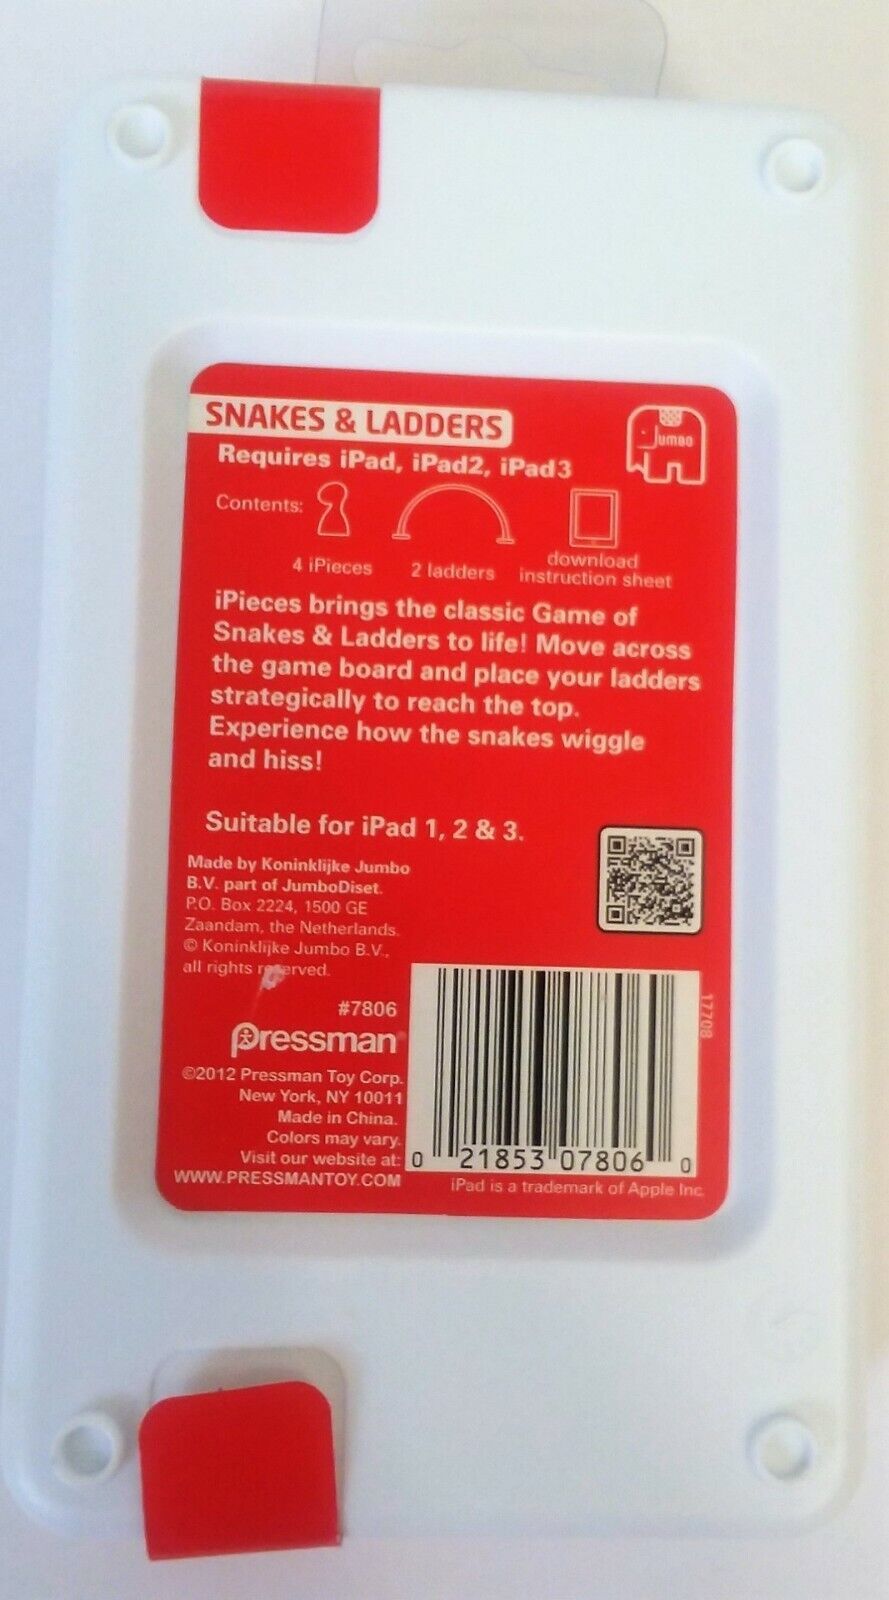 SNAKES & LADDERS
Jumbo
Requires iPad, iPad2, iPad3
Contents:
4 iPieces
2 ladders
download
instruction sheet
iPieces brings the classic Game of
Snakes & Ladders to life! Move across
the game board and place your ladders
strategically to reach the top.
Experience how the snakes wiggle
and hiss!
Suitable for iPad 1, 2 & 3.
Made by Koninklijke Jumbo
B.V. part of JumboDiset.
P.O. Box 2224, 1500 GE
Zaandam, the Netherlands.
© Koninklijke Jumbo B.V.,
all rights reserved.
#7806
Pressman®
©2012 Pressman Toy Corp.
New York, NY 10011
Made in China.
Colors may vary.
Visit our website at:
WWW.PRESSMANTOY.COM
17708
0 21853 07806 0
iPad is a trademark of Apple Inc.